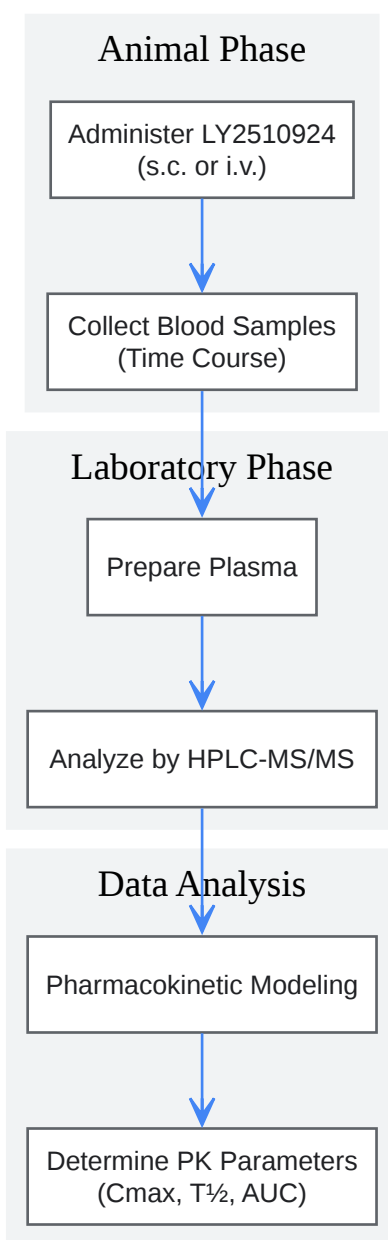 Animal Phase
Administer LY2510924
(s.c. or i.v.)
Collect Blood Samples
(Time Course)
Laboratory Phase
Prepare Plasma
Analyze by HPLC-MS/MS
Data Analysis
Pharmacokinetic Modeling
Determine PK Parameters
(Cmax, T½, AUC)